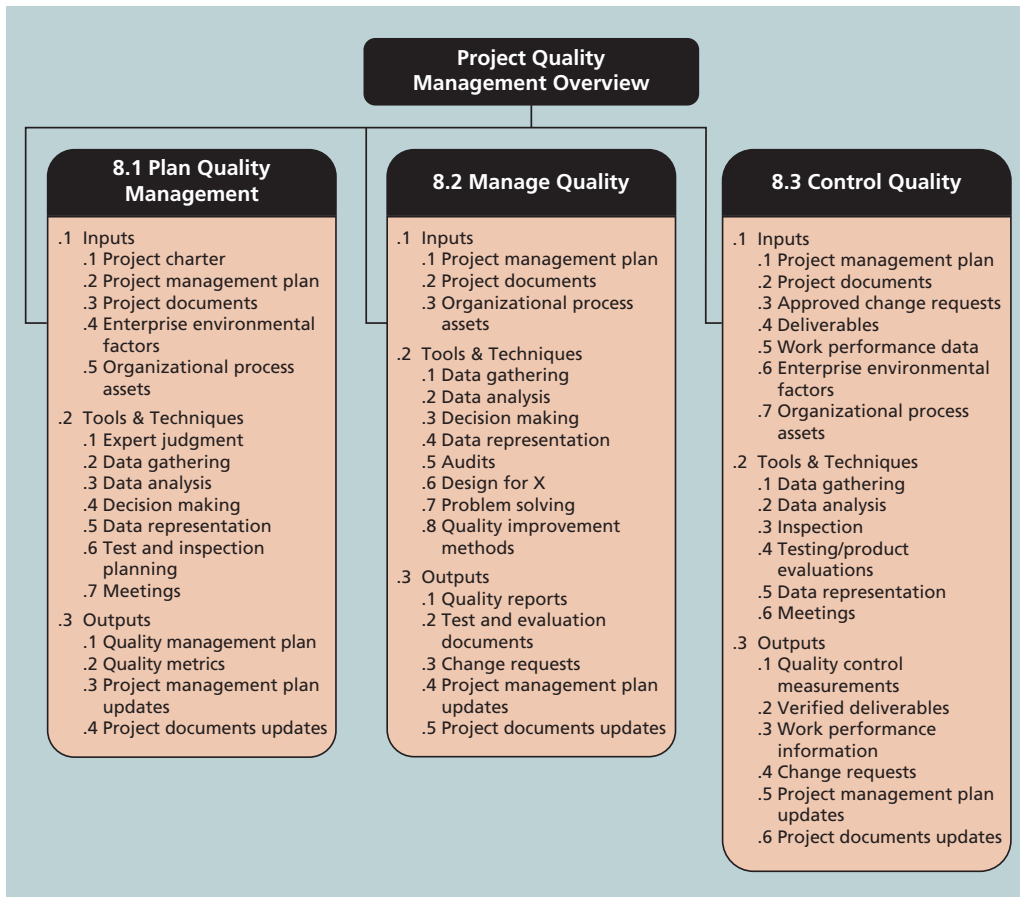 Project Quality
Management Overview
8.1 Plan Quality
Management
.1 Inputs
.1 Project charter
.2 Project management plan
.3 Project documents
.4 Enterprise environmental
factors
.5 Organizational process
assets
.2 Tools & Techniques
.1 Expert judgment
.2 Data gathering
.3 Data analysis
.4 Decision making
.5 Data representation
.6 Test and inspection
planning
.7 Meetings
.3 Outputs
.1 Quality management plan
.2 Quality metrics
.3 Project management plan
updates
.4 Project documents updates
8.2 Manage Quality
.1 Inputs
.1 Project management plan
.2 Project documents
.3 Organizational process
assets
.2 Tools & Techniques
.1 Data gathering
.2 Data analysis
.3 Decision making
.4 Data representation
.5 Audits
.6 Design for X
.7 Problem solving
.8 Quality improvement
methods
.3 Outputs
.1 Quality reports
.2 Test and evaluation
documents
.3 Change requests
.4 Project management plan
updates
.5 Project documents updates
8.3 Control Quality
.1 Inputs
.1 Project management plan
.2 Project documents
.3 Approved change requests
.4 Deliverables
.5 Work performance data
.6 Enterprise environmental
factors
.7 Organizational process
assets
.2 Tools & Techniques
.1 Data gathering
.2 Data analysis
.3 Inspection
.4 Testing/product
evaluations
.5 Data representation
.6 Meetings
.3 Outputs
.1 Quality control
measurements
.2 Verified deliverables
.3 Work performance
information
.4 Change requests
.5 Project management plan
updates
.6 Project documents updates